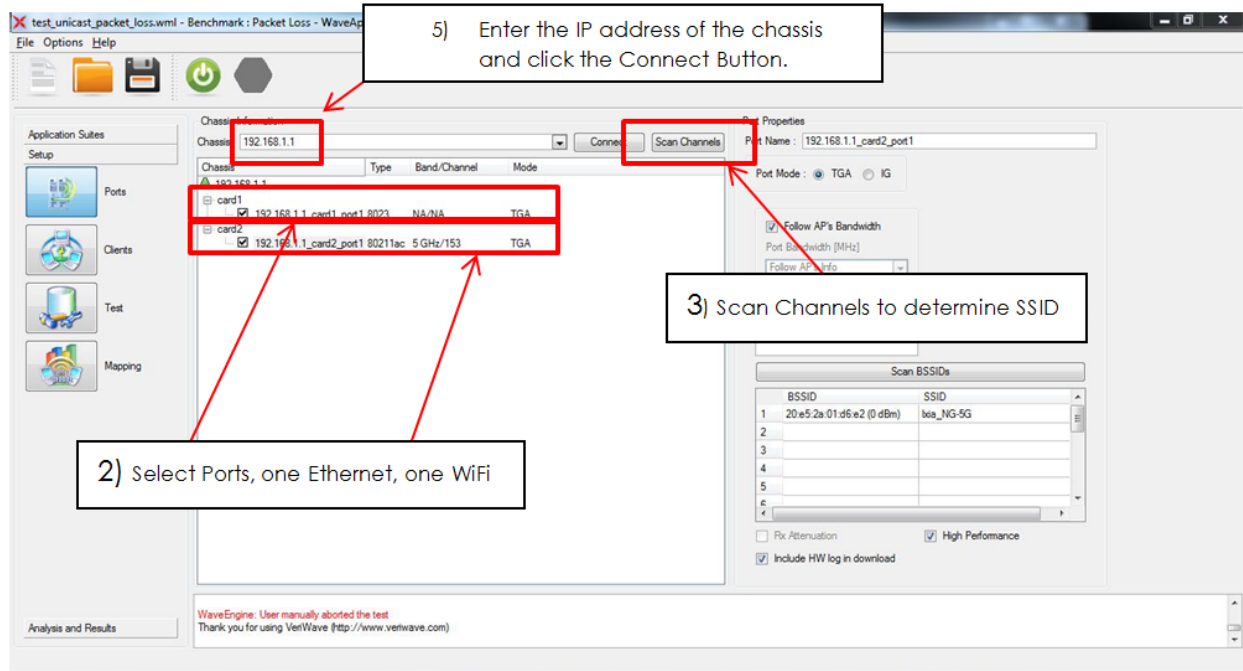 test_unicast_packet_loss.wml - Benchmark : Packet Loss - WaveAp
File Options Help
5) Enter the IP address of the chassis
and click the Connect Button.
Application Suites
Setup
Ports
Clients
Test
Mapping
Analysis and Results
Chassis Information
Chassis 192.168.1.1 Connect Scan Channels
Chassis Type Band/Channel Mode
192.168.1.1
card1
192.168.1.1_card1_port1 8023 NA/NA TGA
card2
192.168.1.1_card2_port1 80211ac 5 GHz/153 TGA
2) Select Ports, one Ethernet, one WiFi
Port Properties
Port Name : 192.168.1.1_card2_port1
Port Mode : TGA IG
Follow AP's Bandwidth
Port Bandwidth [MHz]
Follow AP's Info
3) Scan Channels to determine SSID
Scan BSSIDs
BSSID SSID
1 20:e5:2a:01:d6:e2 (0 dBm) Ixia_NG-5G
2
3
4
5
6
Rx Attenuation High Performance
Include HW log in download
WaveEngine: User manually aborted the test
Thank you for using VeriWave (http://www.veriwave.com)